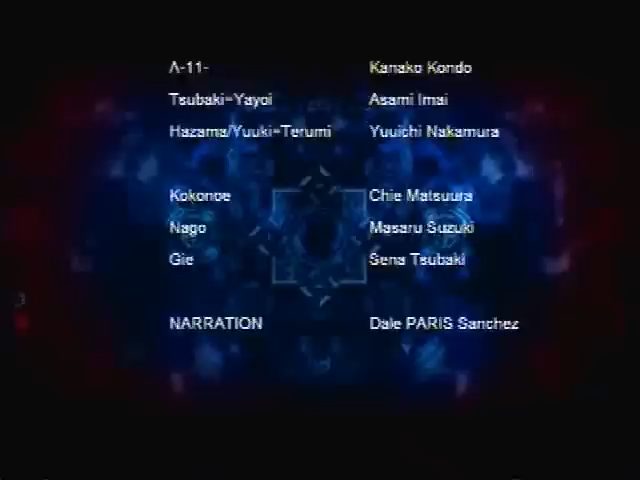 Λ-11- Kanako Kondo
Tsubaki=Yayoi Asami Imai
Hazama/Yuuki=Terumi Yuuichi Nakamura
Kokonoe Chie Matsuura
Nago Masaru Suzuki
Gie Sena Tsubaki
NARRATION Dale PARIS Sanchez